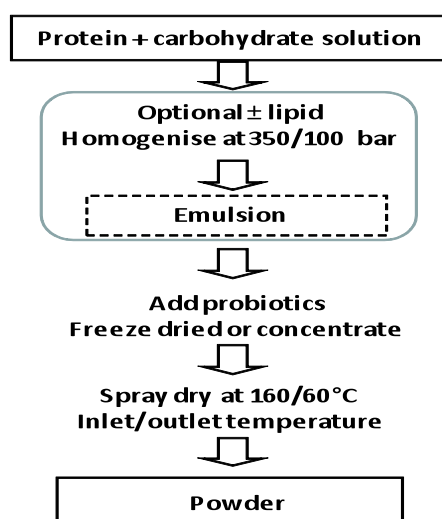 Protein + carbohydrate solution
Optional ± lipid
Homogenise at 350/100 bar
Emulsion
Add probiotics
Freeze dried or concentrate
Spray dry at 160/60°C
Inlet/outlet temperature
Powder